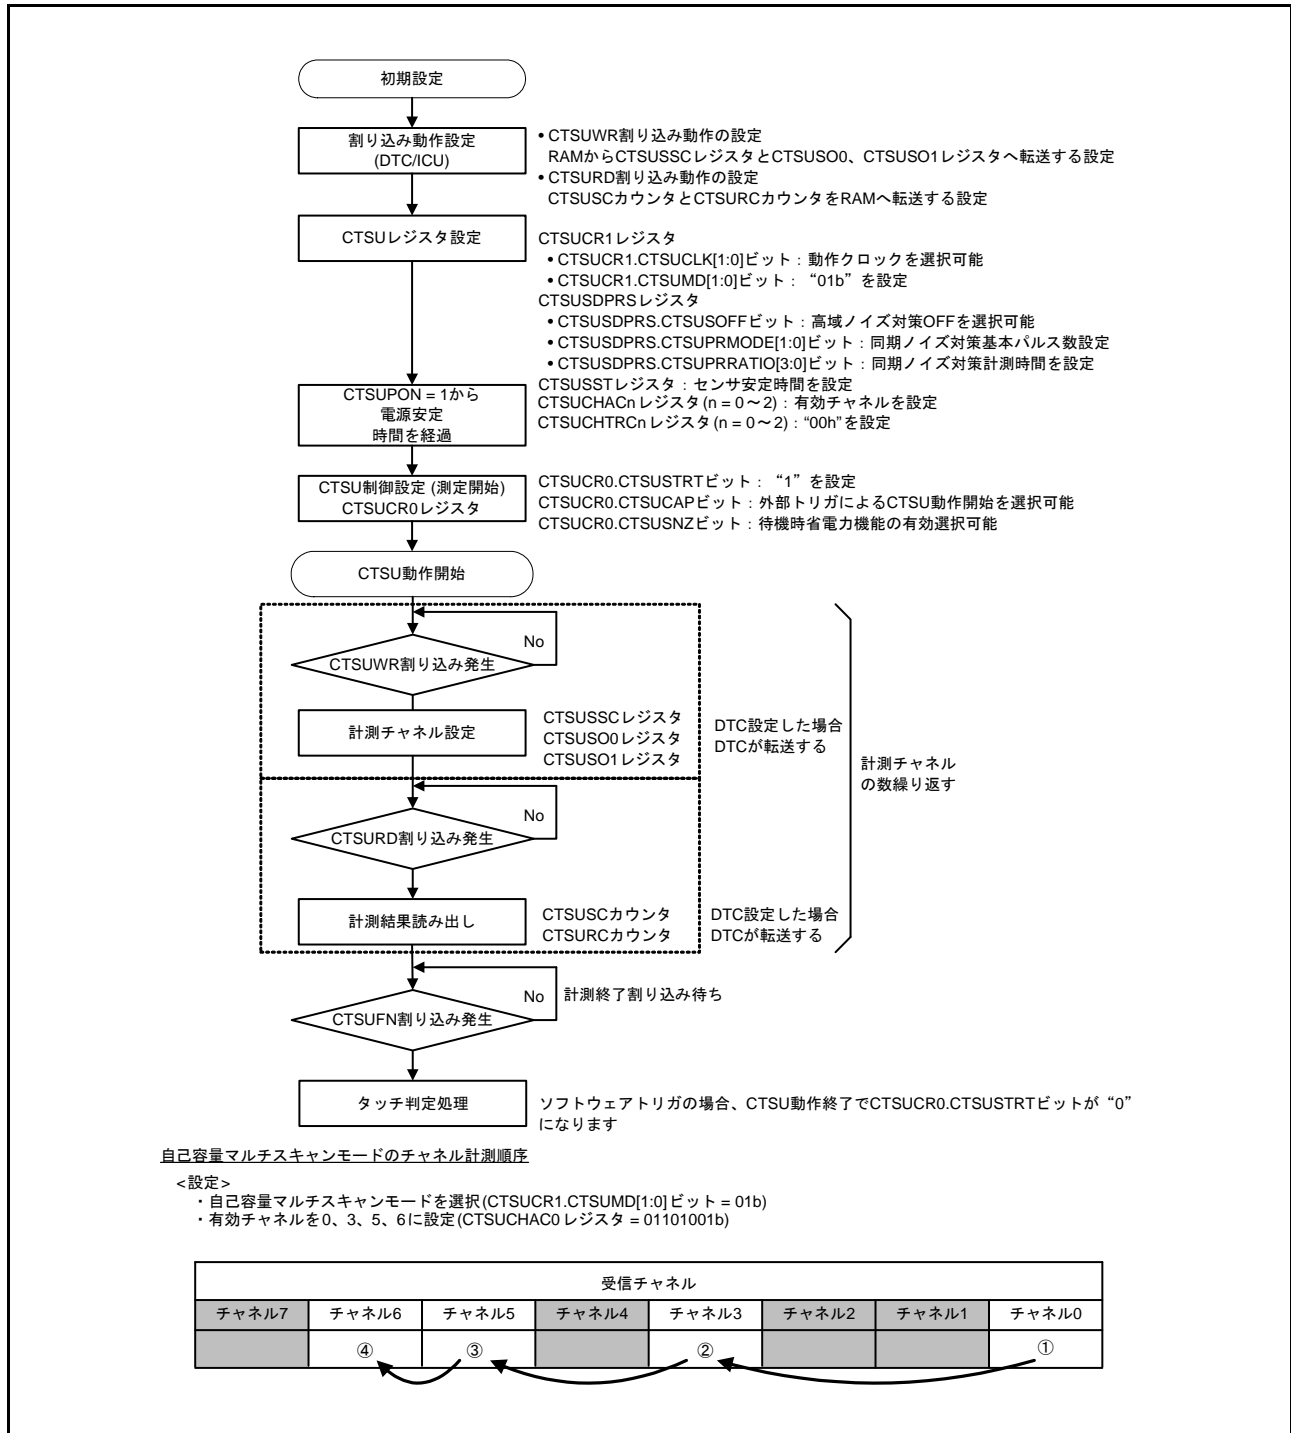 初期設定
割り込み動作設定
(DTC/ICU)
• CTSUWR割り込み動作の設定
RAMからCTSUSSCレジスタとCTSUSO0、CTSUSO1レジスタへ転送する設定
• CTSURD割り込み動作の設定
CTSUSCカウンタとCTSURCカウンタをRAMへ転送する設定
CTSUレジスタ設定
CTSUCR1レジスタ
• CTSUCR1.CTSUCLK[1:0]ビット：動作クロックを選択可能
• CTSUCR1.CTSUMD[1:0]ビット： “01b” を設定
CTSUSDPRSレジスタ
• CTSUSDPRS.CTSUSOFFビット：高域ノイズ対策OFFを選択可能
• CTSUSDPRS.CTSUPRMODE[1:0]ビット：同期ノイズ対策基本パルス数設定
• CTSUSDPRS.CTSUPRRATIO[3:0]ビット：同期ノイズ対策計測時間を設定
CTSUSSTレジスタ：センサ安定時間を設定
CTSUCHACnレジスタ(n = 0～2)：有効チャネルを設定
CTSUCHTRCnレジスタ(n = 0～2)：“00h”を設定
CTSUPON = 1から
電源安定
時間を経過
CTSU制御設定 (測定開始)
CTSUCR0レジスタ
CTSUCR0.CTSUSTRTビット： “1” を設定
CTSUCR0.CTSUCAPビット：外部トリガによるCTSU動作開始を選択可能
CTSUCR0.CTSUSNZビット：待機時省電力機能の有効選択可能
CTSU動作開始
No
CTSUWR割り込み発生
計測チャネル設定
CTSUSSCレジスタ
CTSUSO0レジスタ
CTSUSO1レジスタ
DTC設定した場合
DTCが転送する
計測チャネル
の数繰り返す
No
CTSURD割り込み発生
計測結果読み出し
CTSUSCカウンタ
CTSURCカウンタ
DTC設定した場合
DTCが転送する
No
計測終了割り込み待ち
CTSUFN割り込み発生
タッチ判定処理
ソフトウェアトリガの場合、CTSU動作終了でCTSUCR0.CTSUSTRTビットが “0”
になります
自己容量マルチスキャンモードのチャネル計測順序
<設定>
・自己容量マルチスキャンモードを選択(CTSUCR1.CTSUMD[1:0]ビット = 01b)
・有効チャネルを0、3、5、6に設定(CTSUCHAC0レジスタ = 01101001b)
受信チャネル
チャネル7 チャネル6 チャネル5 チャネル4 チャネル3 チャネル2 チャネル1 チャネル0
④ ③ ② ①